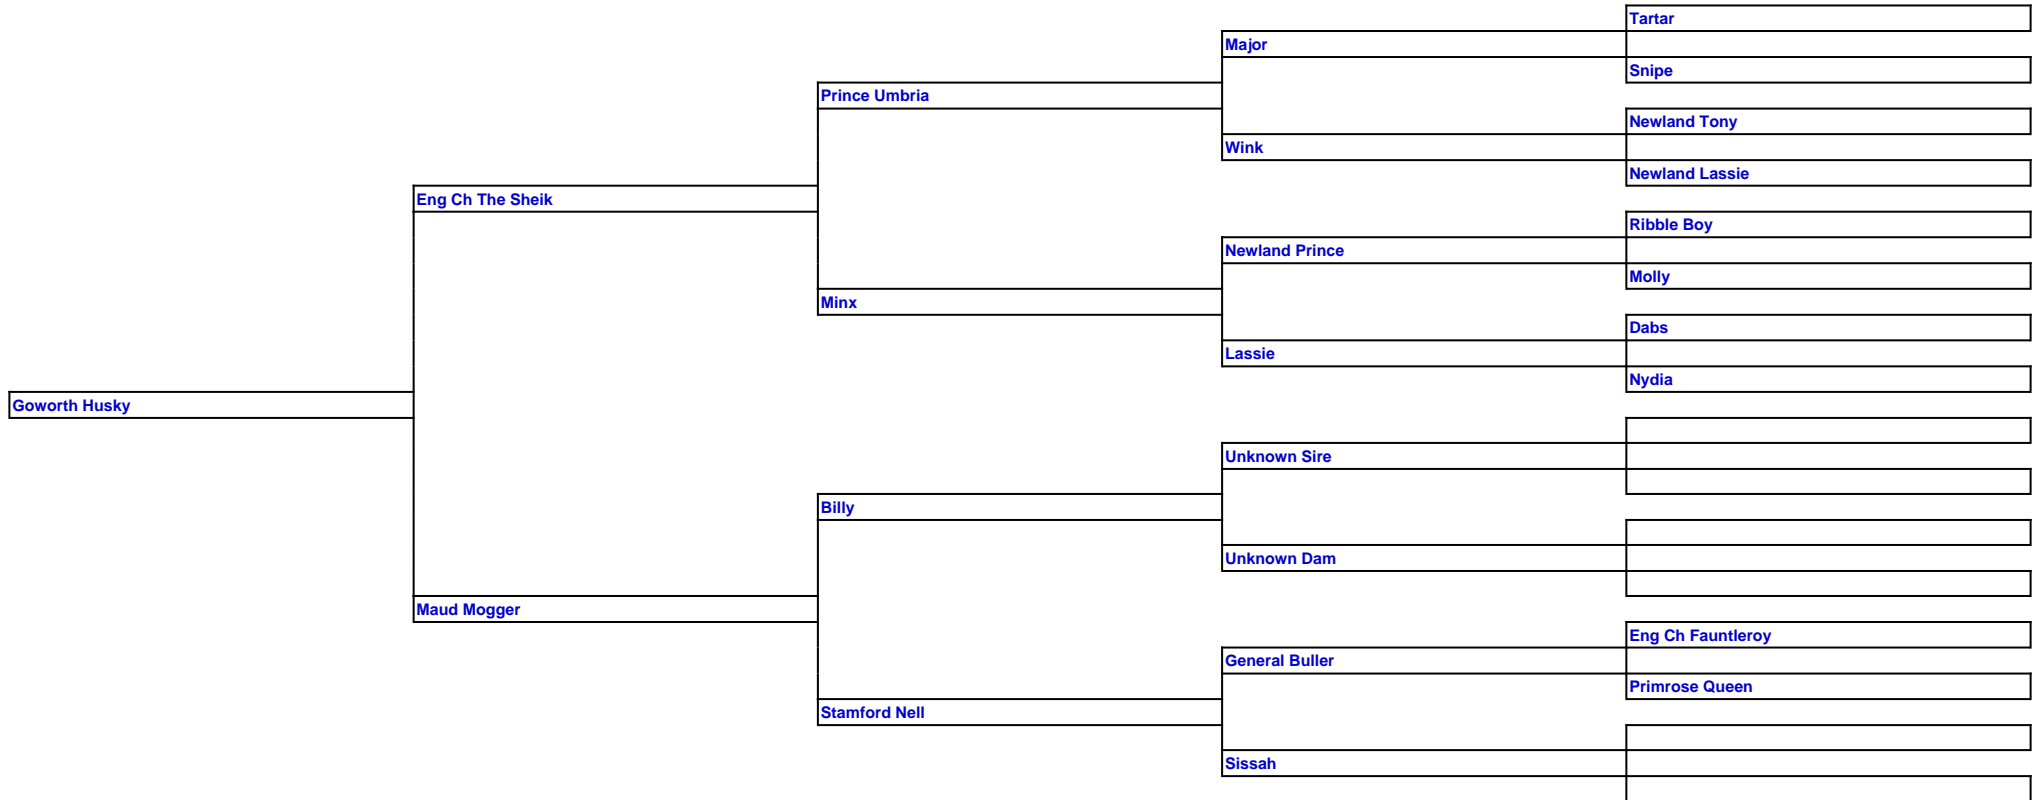 Tartar
Major
Snipe
Prince Umbria
Newland Tony
Wink
Newland Lassie
Eng Ch The Sheik
Ribble Boy
Newland Prince
Molly
Minx
Dabs
Lassie
Nydia
Goworth Husky
Unknown Sire
Billy
Unknown Dam
Maud Mogger
Eng Ch Fauntleroy
General Buller
Primrose Queen
Stamford Nell
Sissah